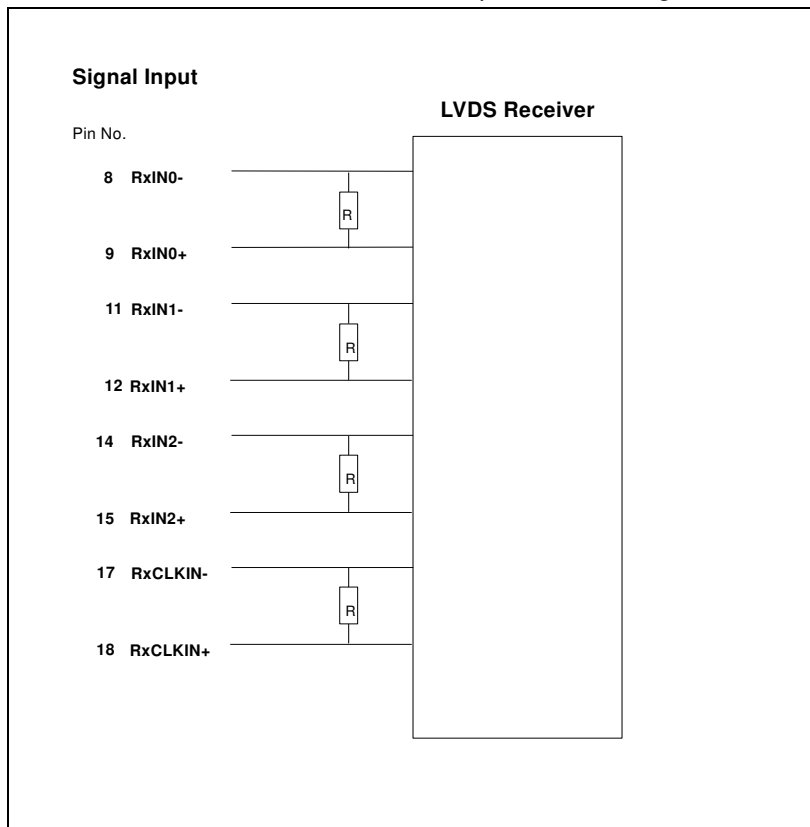 Signal Input
LVDS Receiver
Pin No.
8 RxIN0-
R
9 RxIN0+
11 RxIN1-
R
12 RxIN1+
14 RxIN2-
R
15 RxIN2+
17 RxCLKIN-
R
18 RxCLKIN+